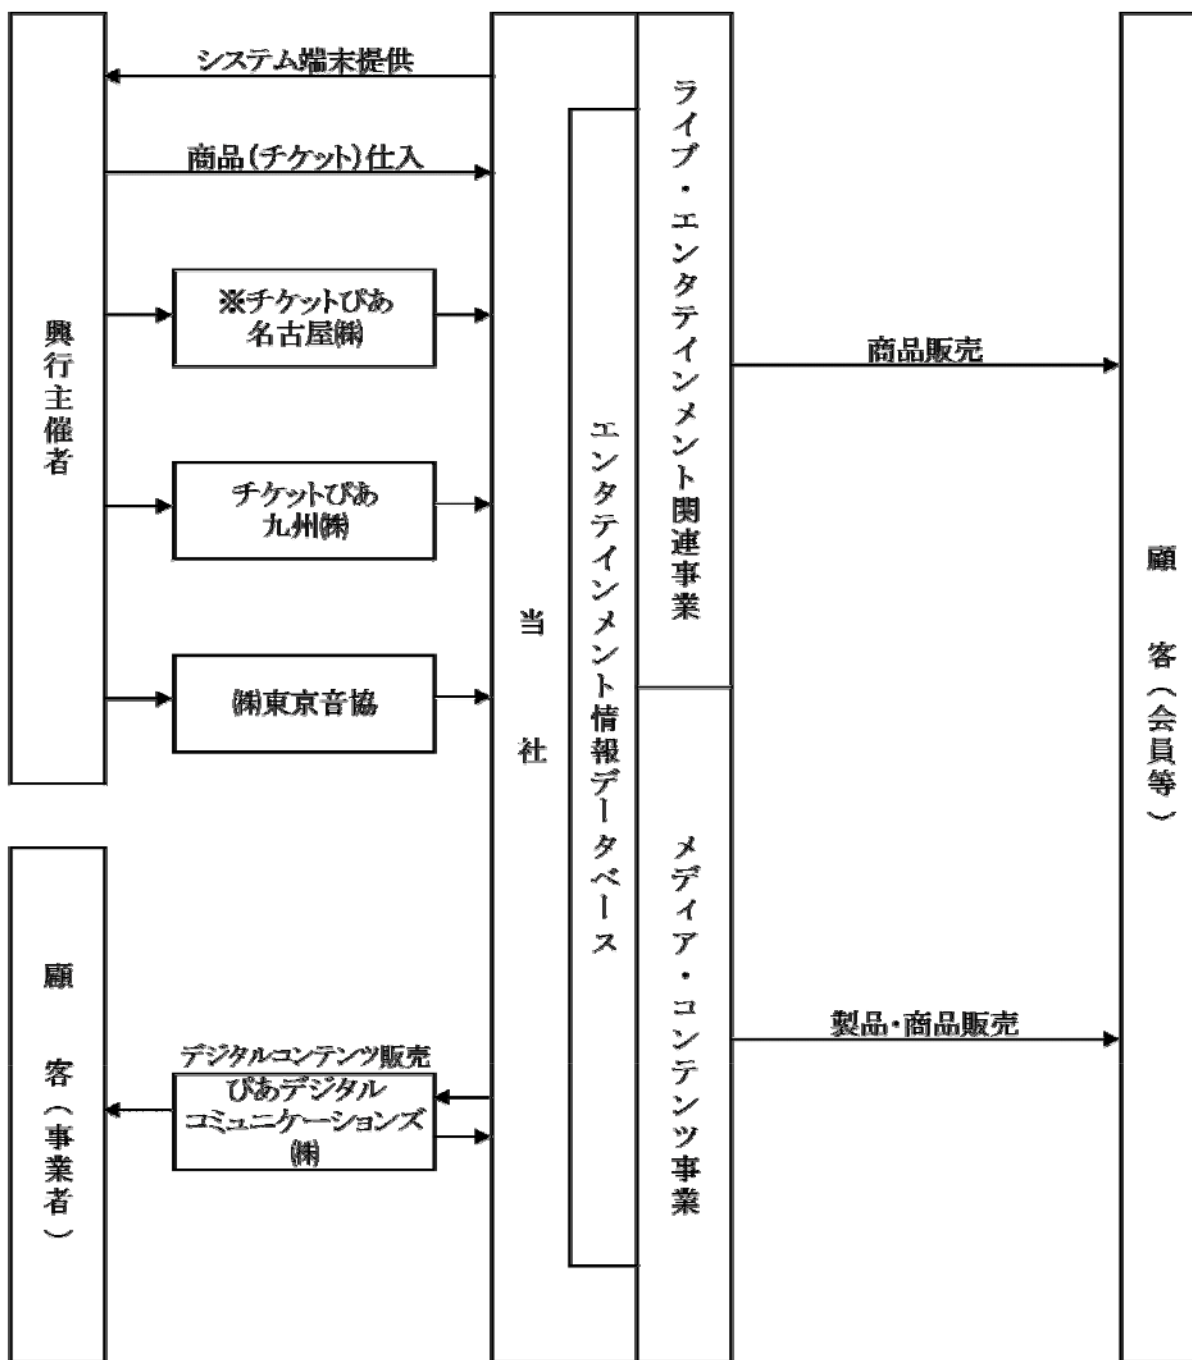 システム端末提供
商品(チケット)仕入
※チケットぴあ
名古屋㈱
チケットぴあ
九州㈱
㈱東京音協
興行主催者
顧 客(事業者)
デジタルコンテンツ販売
ぴあデジタル
コミュニケーションズ
㈱
当 社
エンタテインメント情報データベース
ライブ・エンタテインメント関連事業
メディア・コンテンツ事業
商品販売
製品・商品販売
顧 客(会員等)